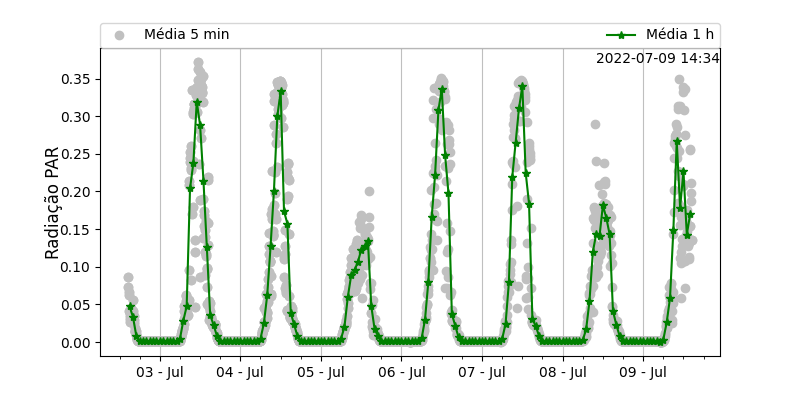 Média 5 min
Média 1 h
2022-07-09 14:34
Radiação PAR
0.35
0.30
0.25
0.20
0.15
0.10
0.05
0.00
03 - Jul
04 - Jul
05 - Jul
06 - Jul
07 - Jul
08 - Jul
09 - Jul